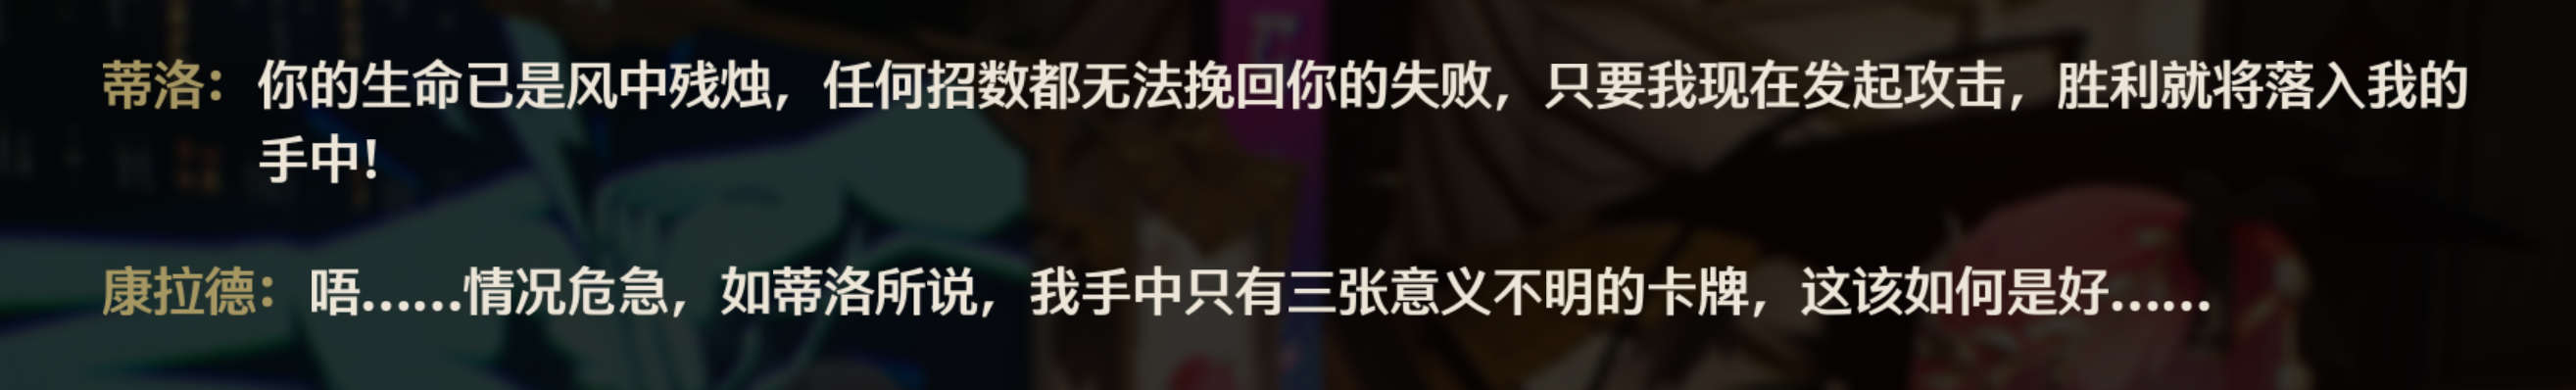 蒂洛：你的生命已是风中残烛，任何招数都无法挽回你的失败，只要我现在发起攻击，胜利就将落入我的
手中！
康拉德：唔……情况危急，如蒂洛所说，我手中只有三张意义不明的卡牌，这该如何是好……